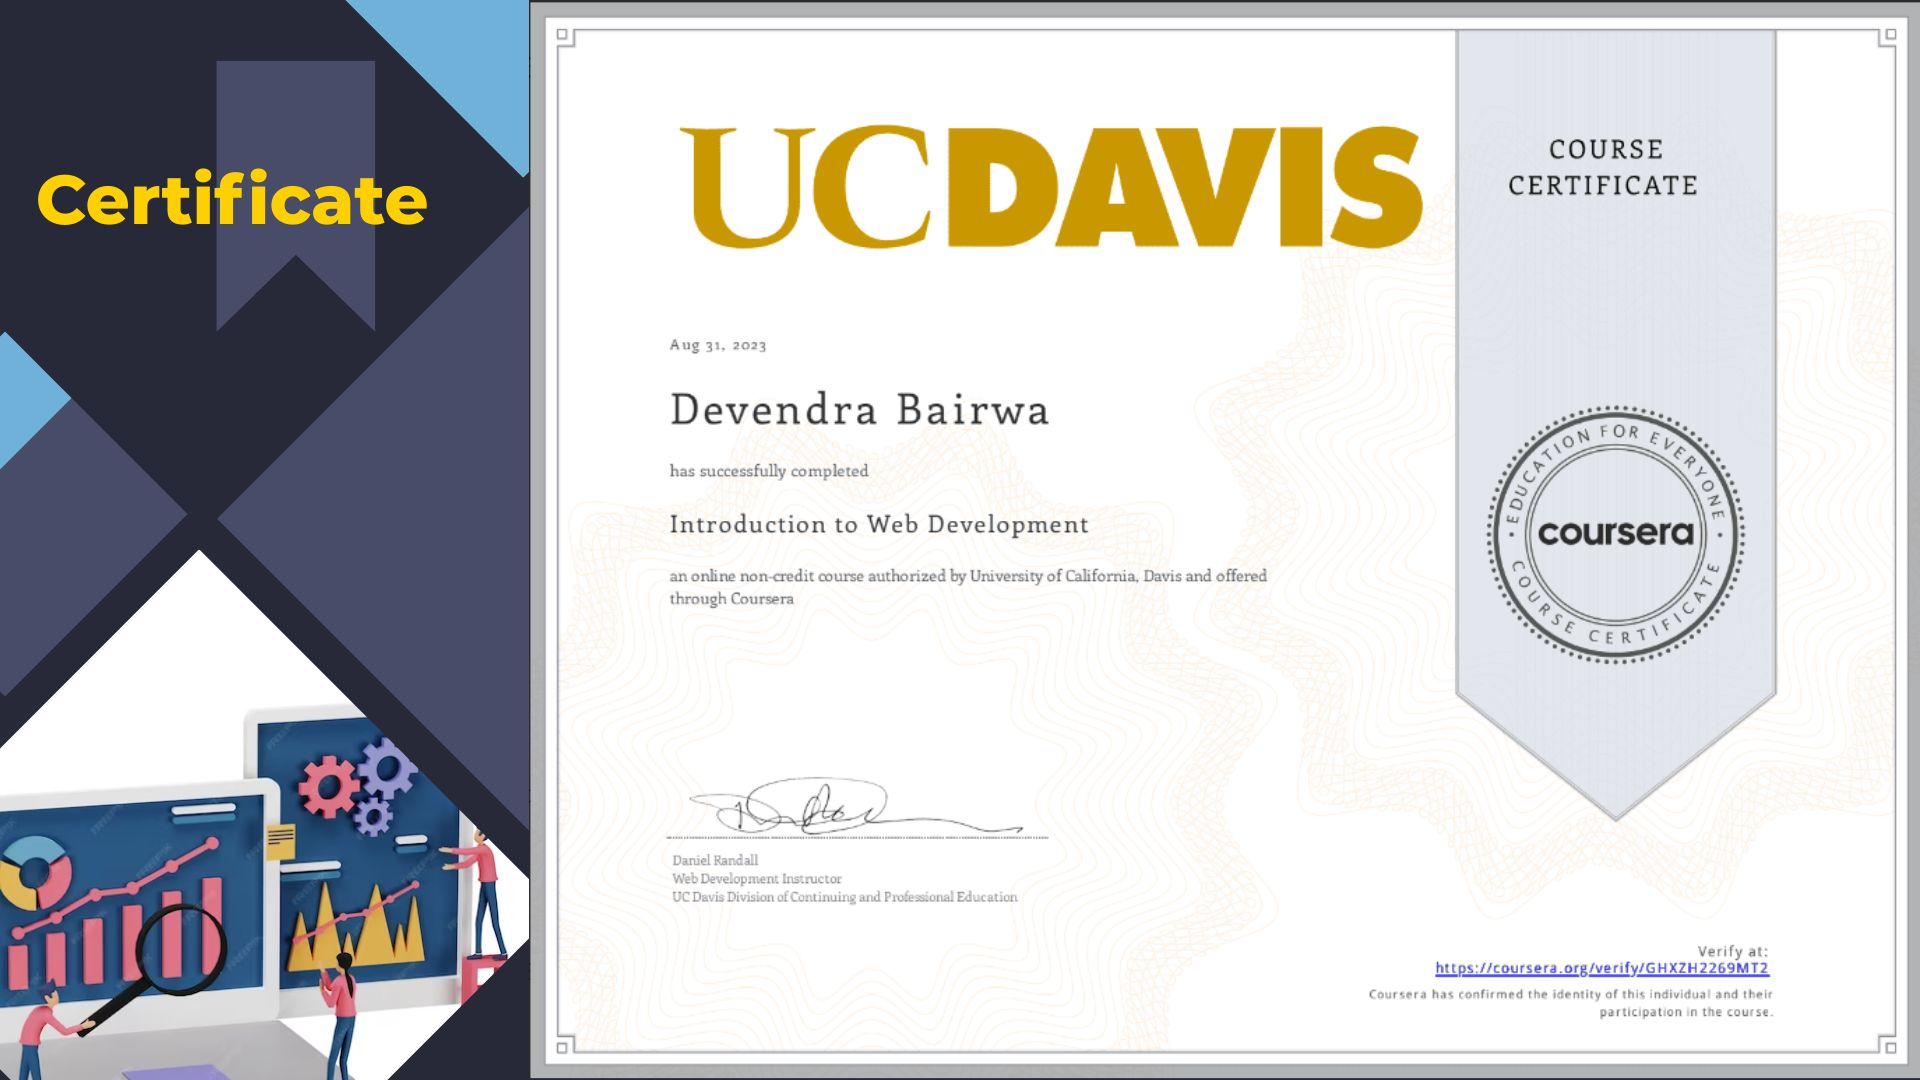 Certificate
UCDAVIS
COURSE
CERTIFICATE
Aug 31, 2023
Devendra Bairwa
has successfully completed
Introduction to Web Development
an online non-credit course authorized by University of California, Davis and offered
through Coursera
EDUCATION FOR EVERYONE
coursera
COURSE CERTIFICATE
Daniel Randall
Web Development Instructor
UC Davis Division of Continuing and Professional Education
Verify at:
https://coursera.org/verify/GHXZH2269MT2
Coursera has confirmed the identity of this individual and their
participation in the course.